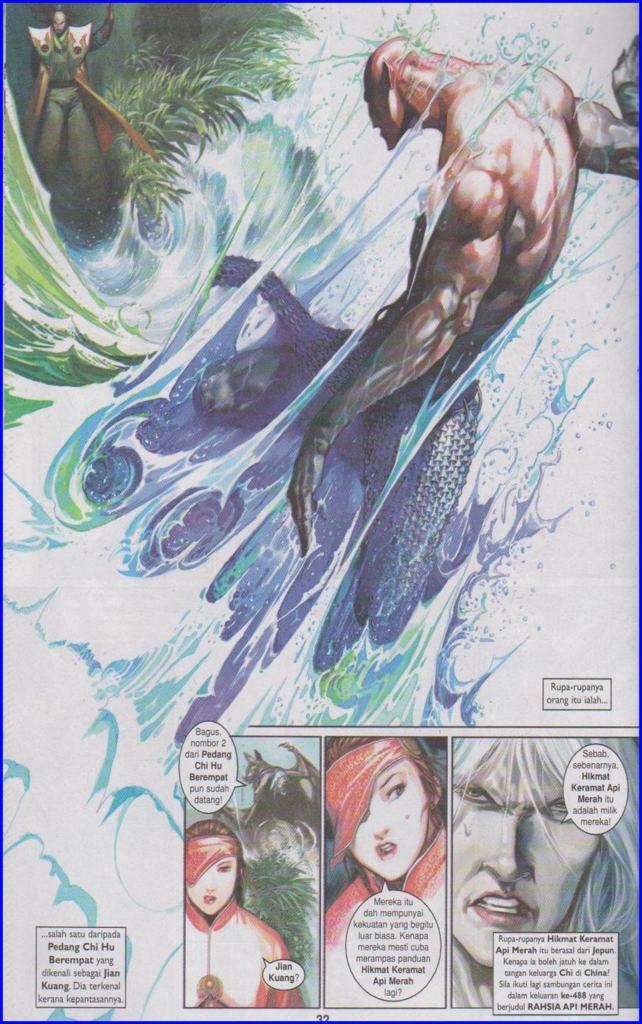 Rupa-rupanya
orang itu ialah...
...salah satu daripada
Pedang Chi Hu
Berempat yang
dikenali sebagai Jian
Kuang. Dia terkenal
kerana kepantasannya.
Bagus,
nombor 2
dari Pedang
Chi Hu
Berempat
pun sudah
datang!
Jian
Kuang?
Mereka itu
dah mempunyai
kekuatan yang begitu
luar biasa. Kenapa
mereka mesti cuba
merampas panduan
Hikmat Keramat
Api Merah
lagi?
Sebab,
sebenarnya,
Hikmat
Keramat Api
Merah itu
adalah milik
mereka!
Rupa-rupanya Hikmat Keramat
Api Merah itu berasal dari Jepun.
Kenapa ia boleh jatuh ke dalam
tangan keluarga Chi di China?
Sila ikuti lagi sambungan cerita ini
dalam keluaran ke-488 yang
berjudul RAHSIA API MERAH.
32